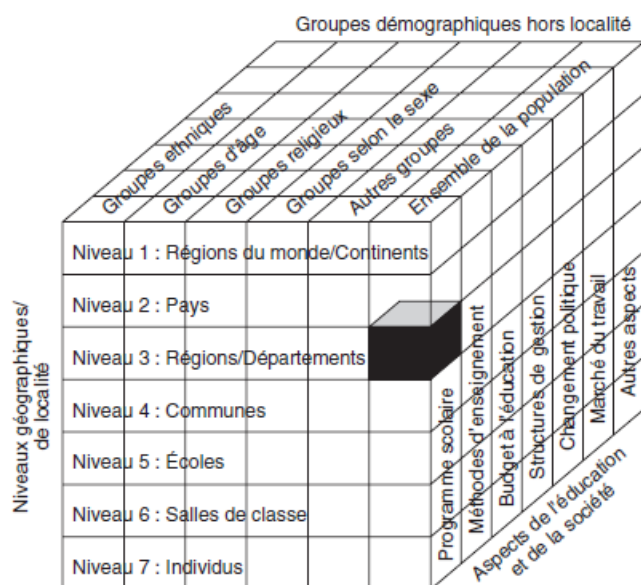 Groupes démographiques hors localité
Groupes ethniques
Groupes d'âge
Groupes religieux
Groupes selon le sexe
Autres groupes
Ensemble de la population
Niveaux géographiques/
de localité
Niveau 1 : Régions du monde/Continents
Niveau 2 : Pays
Niveau 3 : Régions/Départements
Niveau 4 : Communes
Niveau 5 : Écoles
Niveau 6 : Salles de classe
Niveau 7 : Individus
Programme scolaire
Méthodes d'enseignement
Budget à l'éducation
Structures de gestion
Changement politique
Marché du travail
Autres aspects
Aspects de l'éducation
et de la société